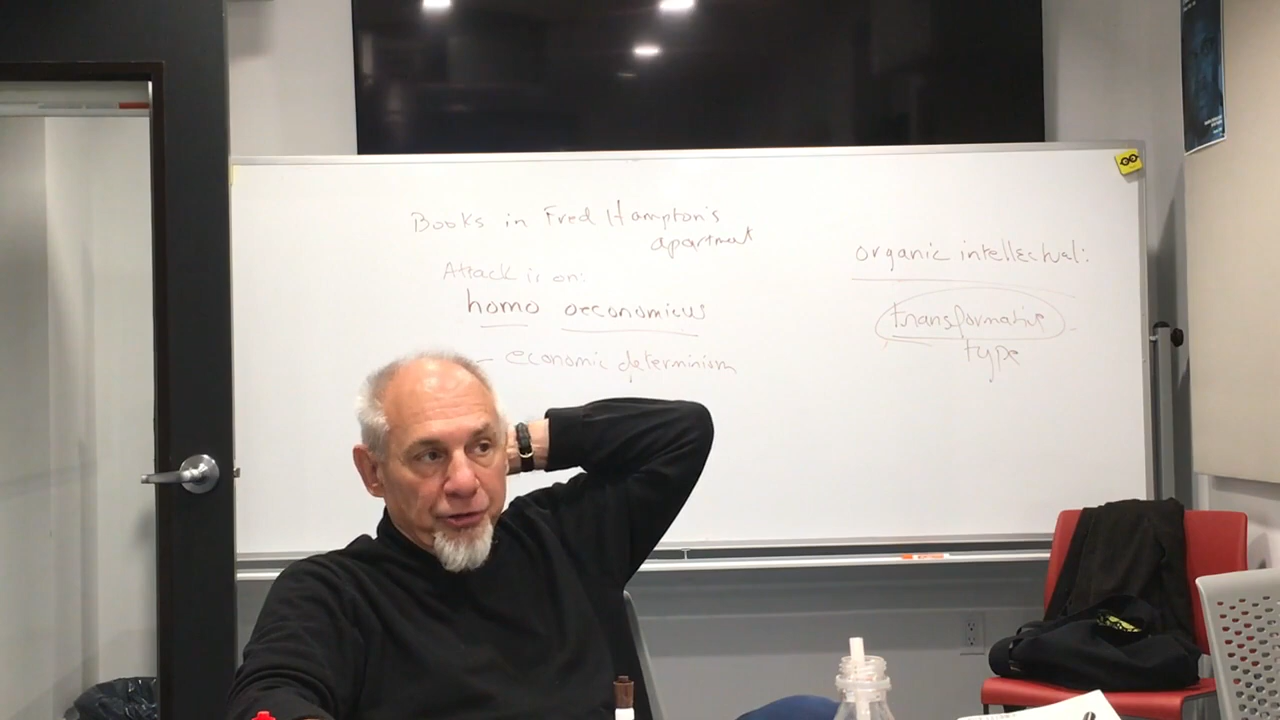 Books in Fred Hampton's
apartment
Attack is on:
homo oeconomicus
- economic determinism
organic intellectual:
transformative
type